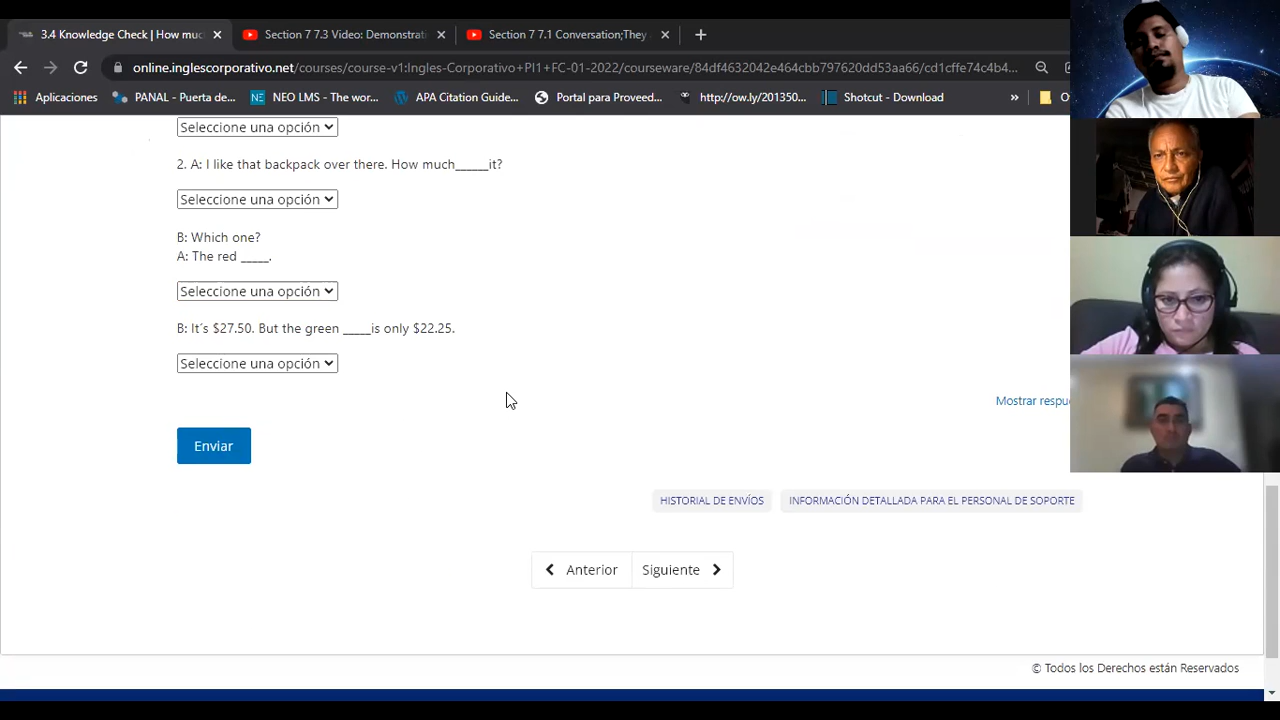 3.4 Knowledge Check | How muc
Section 7 7.3 Video: Demonstrati
Section 7 7.1 Conversation;They
online.inglescorporativo.net/courses/course-v1:Ingles-Corporativo+PI1+FC-01-2022/courseware/84df4632042e464cbb797620dd53aa66/cd1cffe74c4b4...
Aplicaciones
PANAL - Puerta de...
NEO LMS - The wor...
APA Citation Guide...
Portal para Proveed...
http://ow.ly/201350...
Shotcut - Download
»
O
Seleccione una opción
2. A: I like that backpack over there. How much______it?
Seleccione una opción
B: Which one?
A: The red _____.
Seleccione una opción
B: It´s $27.50. But the green _____is only $22.25.
Seleccione una opción
Mostrar respu
Enviar
HISTORIAL DE ENVÍOS
INFORMACIÓN DETALLADA PARA EL PERSONAL DE SOPORTE
Anterior
Siguiente
© Todos los Derechos están Reservados